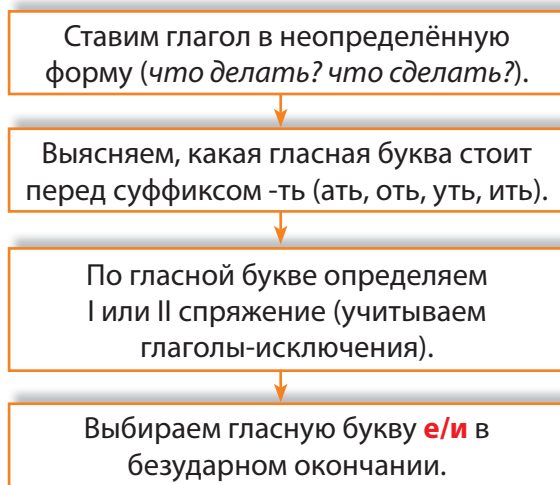 Ставим глагол в неопределённую
форму (что делать? что сделать?).
Выясняем, какая гласная буква стоит
перед суффиксом -ть (ать, оть, уть, ить).
По гласной букве определяем
I или II спряжение (учитываем
глаголы-исключения).
Выбираем гласную букву е/и в
безударном окончании.